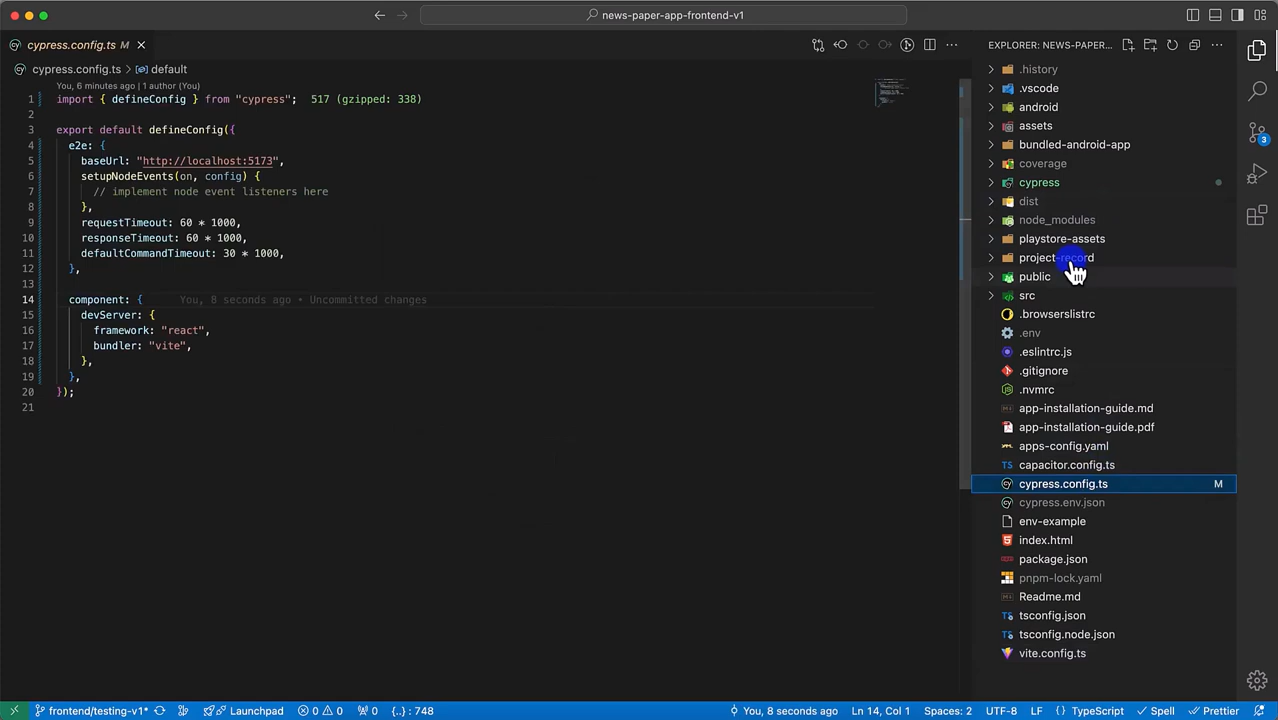 news-paper-app-frontend-v1
cypress.config.ts M
EXPLORER: NEWS-PAPER...
cypress.config.ts > default
You, 6 minutes ago | 1 author (You)
1 import { defineConfig } from "cypress"; 517 (gzipped: 338)
2
3 export default defineConfig({
4 e2e: {
5 baseUrl: "http://localhost:5173",
6 setupNodeEvents(on, config) {
7 // implement node event listeners here
8 },
9 requestTimeout: 60 * 1000,
10 responseTimeout: 60 * 1000,
11 defaultCommandTimeout: 30 * 1000,
12 },
13
14 component: { You, 8 seconds ago • Uncommitted changes
15 devServer: {
16 framework: "react",
17 bundler: "vite",
18 },
19 },
20 });
21
.history
.vscode
android
assets
bundled-android-app
coverage
cypress
dist
node_modules
playstore-assets
project-record
public
src
.browserslistrc
.env
.eslintrc.js
.gitignore
.nvmrc
app-installation-guide.md
app-installation-guide.pdf
apps-config.yaml
TS capacitor.config.ts
cypress.config.ts M
cypress.env.json
env-example
index.html
package.json
pnpm-lock.yaml
Readme.md
tsconfig.json
tsconfig.node.json
vite.config.ts
3
frontend/testing-v1* Launchpad 0 0 0 {..} : 748 You, 8 seconds ago Ln 14, Col 1 Spaces: 2 UTF-8 LF { } TypeScript Spell Prettier